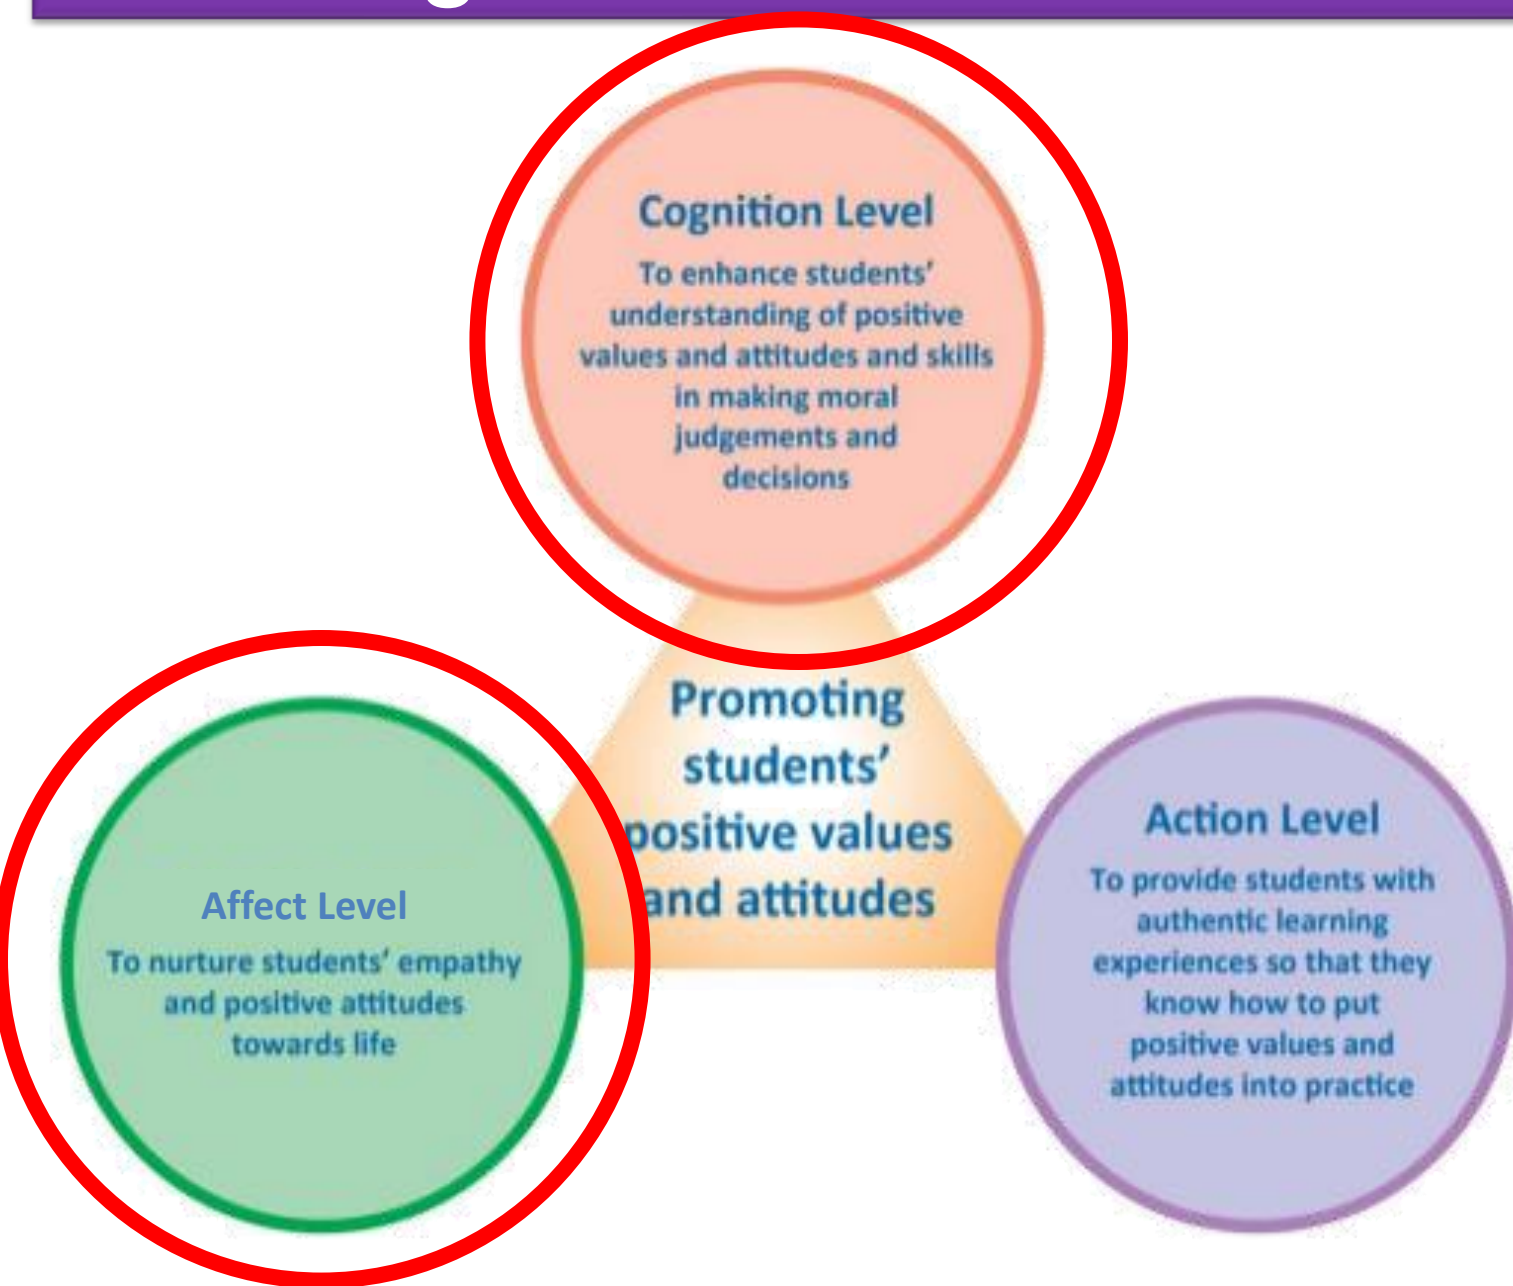 Cognition Level
To enhance students'
understanding of positive
values and attitudes and skills
in making moral
judgements and
decisions
Promoting
students'
positive values
and attitudes
Affect Level
To nurture students' empathy
and positive attitudes
towards life
Action Level
To provide students with
authentic learning
experiences so that they
know how to put
positive values and
attitudes into practice